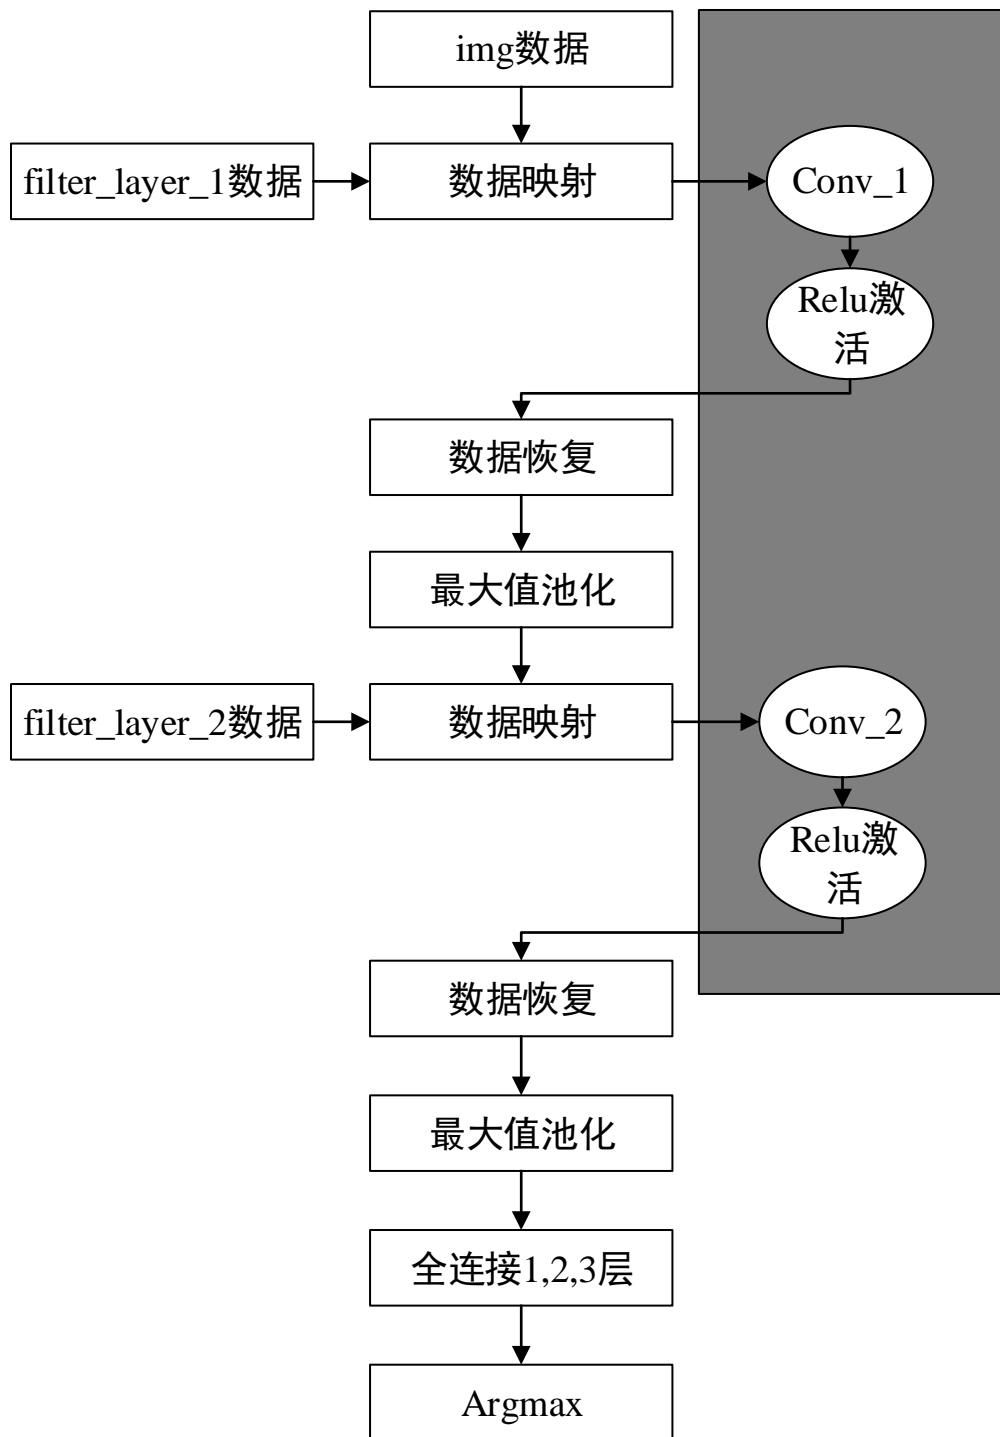 img数据
filter_layer_1数据
数据映射
Conv_1
Relu激
活
数据恢复
最大值池化
filter_layer_2数据
数据映射
Conv_2
Relu激
活
数据恢复
最大值池化
全连接1,2,3层
Argmax